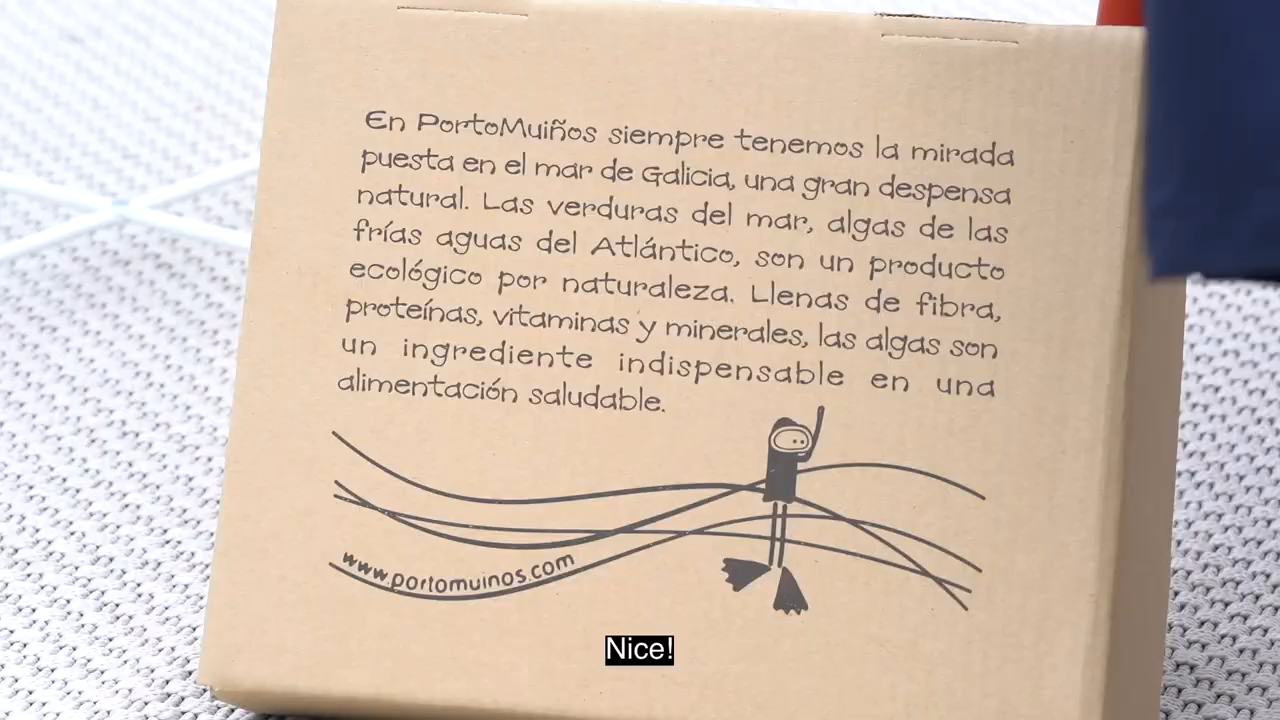 En PortoMuiños siempre tenemos la mirada
puesta en el mar de Galicia, una gran despensa
natural. Las verduras del mar, algas de las
frías aguas del Atlántico, son un producto
ecológico por naturaleza. Llenas de fibra,
proteínas, vitaminas y minerales, las algas son
un ingrediente indispensable en una
alimentación saludable.
www.portomuinos.com
Nice!